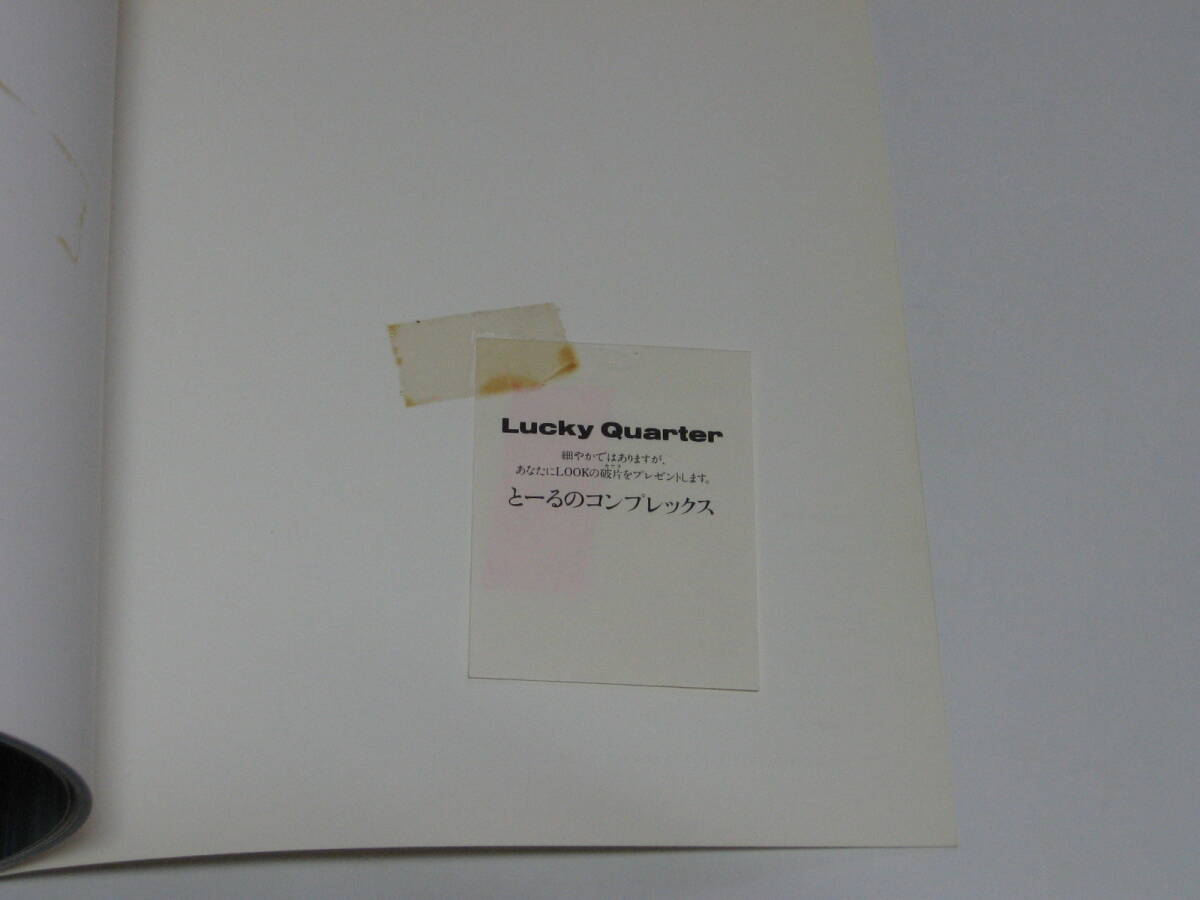 Lucky Quarter
細やかではありますが、
あなたにLOOKの破片をプレゼントします。
とーるのコンプレックス